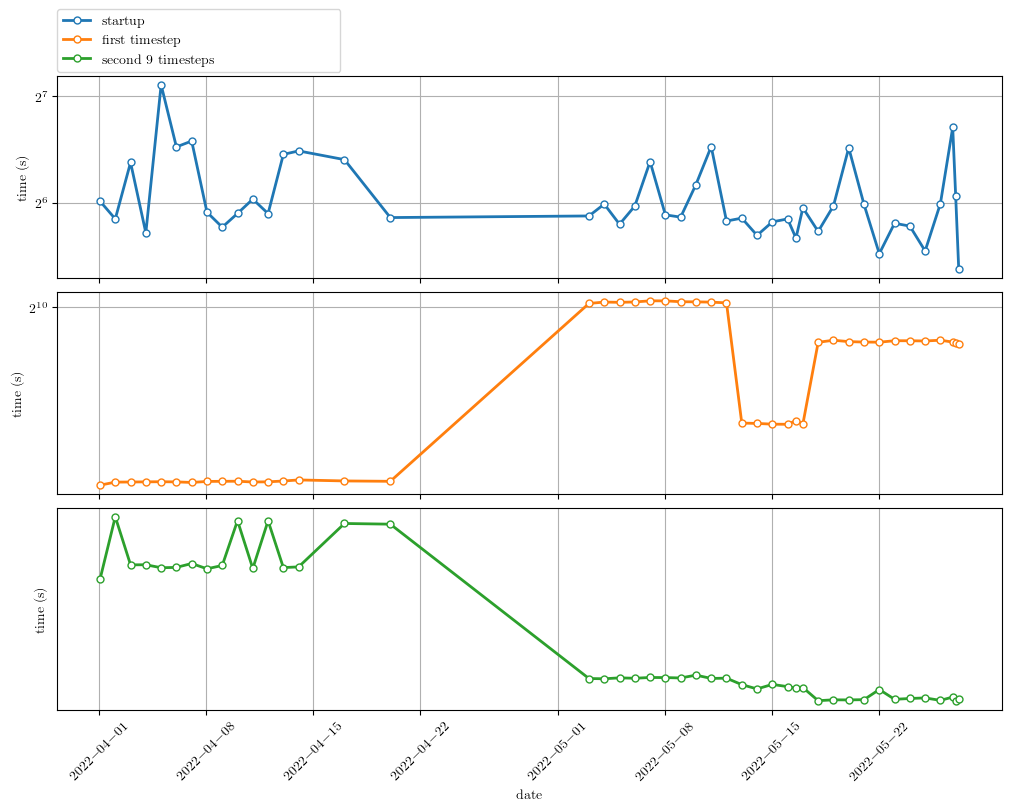 startup
first timestep
second 9 timesteps
2^7
2^6
time (s)
2^10
time (s)
time (s)
2022−04−01
2022−04−08
2022−04−15
2022−04−22
2022−05−01
2022−05−08
2022−05−15
2022−05−22
date